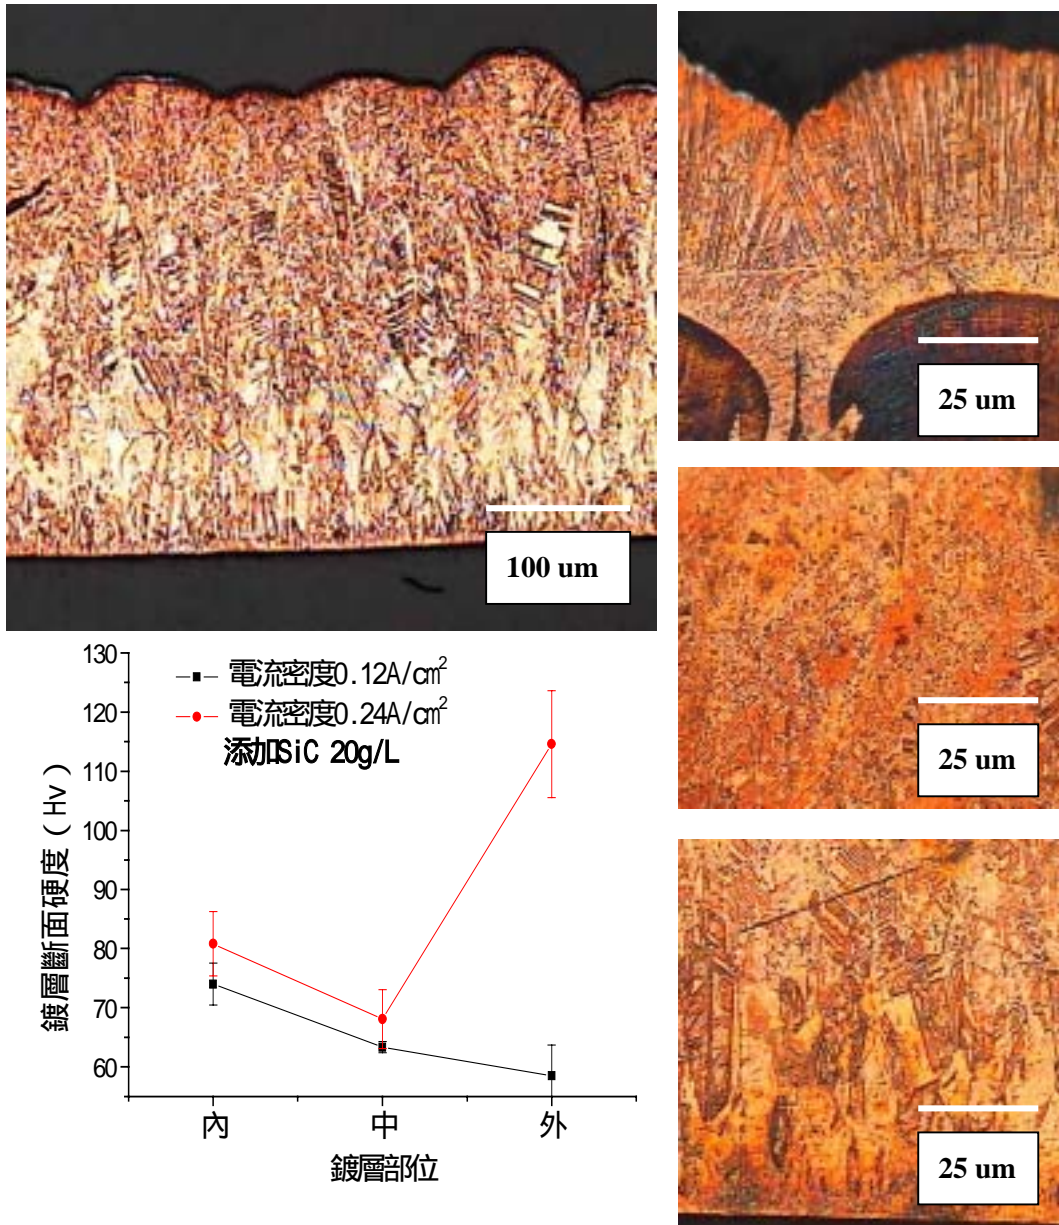 25 um
100 um
25 um
25 um
130
120
110
100
90
80
70
60
鍍層斷面硬度(Hv)
電流密度0.12A/cm²
電流密度0.24A/cm²
添加SiC 20g/L
內
中
外
鍍層部位